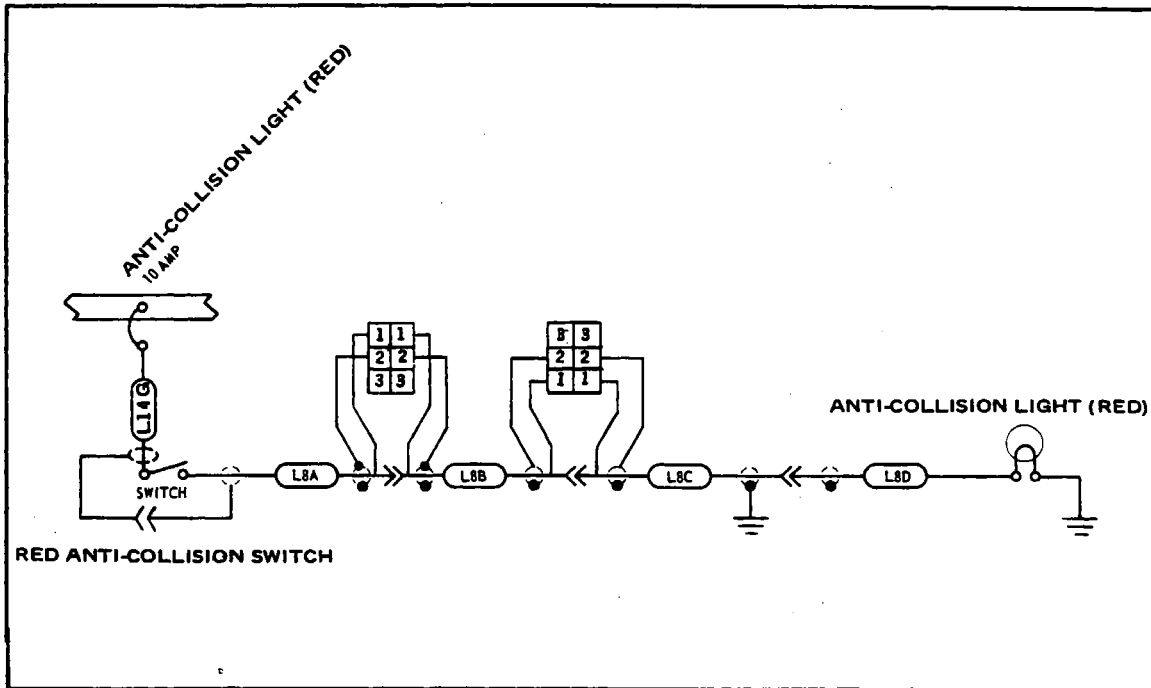 ANTI-COLLISION LIGHT (RED)
10 AMP
L14G
SWITCH
RED ANTI-COLLISION SWITCH
L8A
1 1
2 2
3 3
L8B
3 3
2 2
1 1
L8C
L8D
ANTI-COLLISION LIGHT (RED)